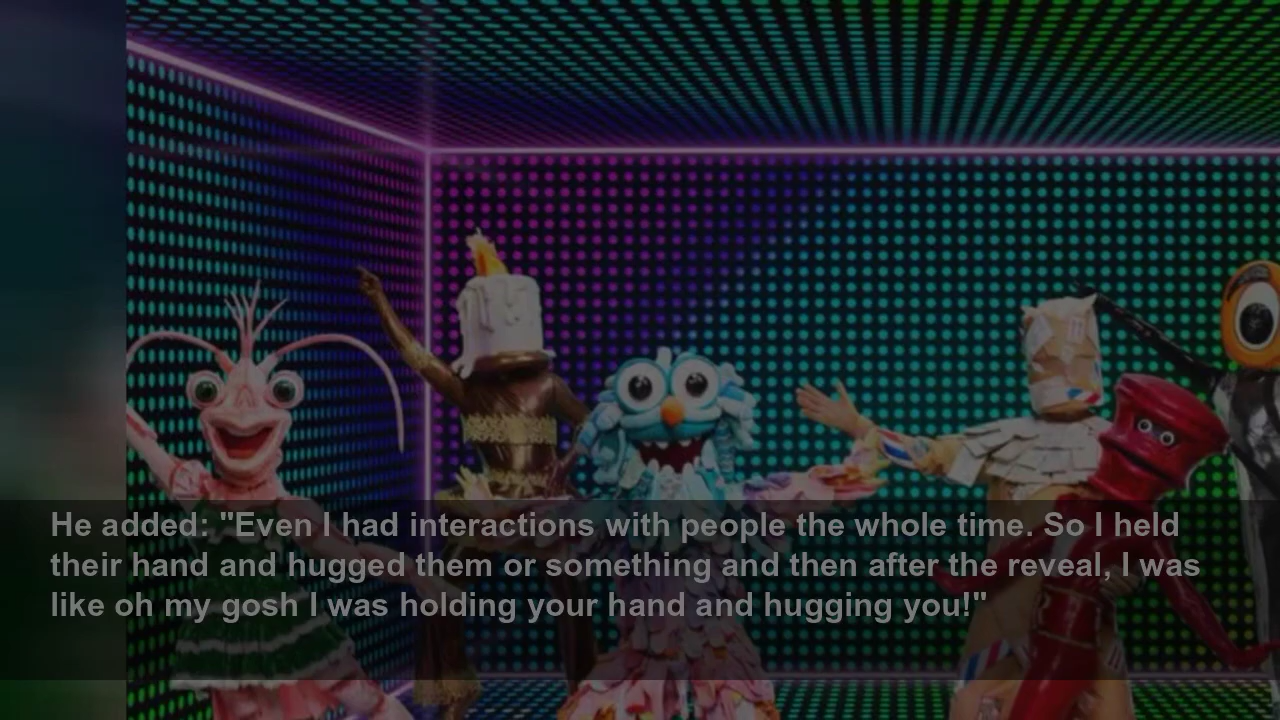 He added: "Even I had interactions with people the whole time. So I held
their hand and hugged them or something and then after the reveal, I was
like oh my gosh I was holding your hand and hugging you!"